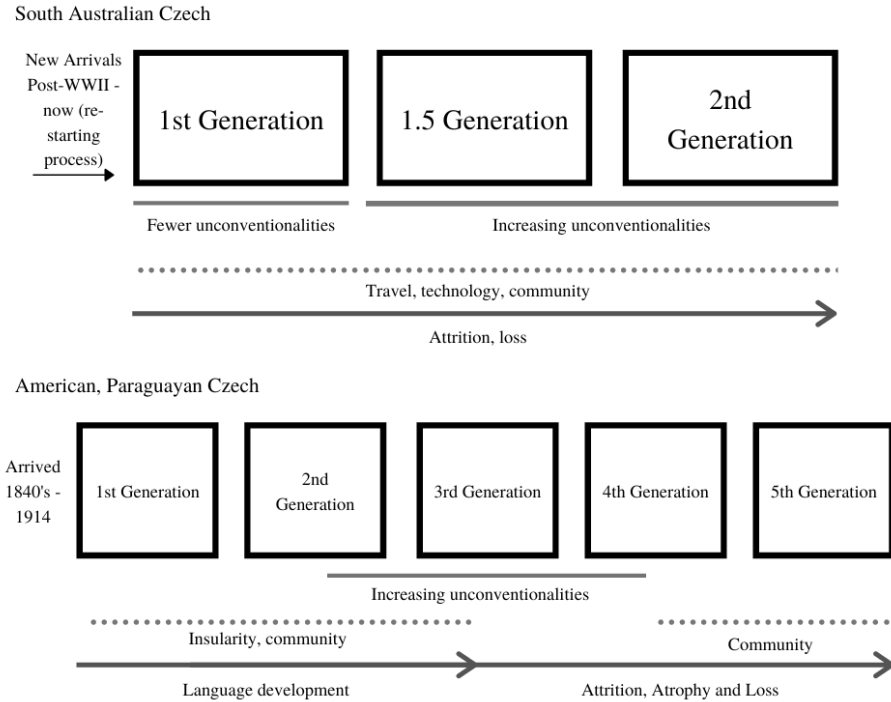 South Australian Czech
New Arrivals
Post-WWII -
now (re-
starting
process)
1st Generation
1.5 Generation
2nd
Generation
Fewer unconventionalities
Increasing unconventionalities
Travel, technology, community
Attrition, loss
American, Paraguayan Czech
Arrived
1840's -
1914
1st Generation
2nd
Generation
3rd Generation
4th Generation
5th Generation
Increasing unconventionalities
Insularity, community
Community
Language development
Attrition, Atrophy and Loss